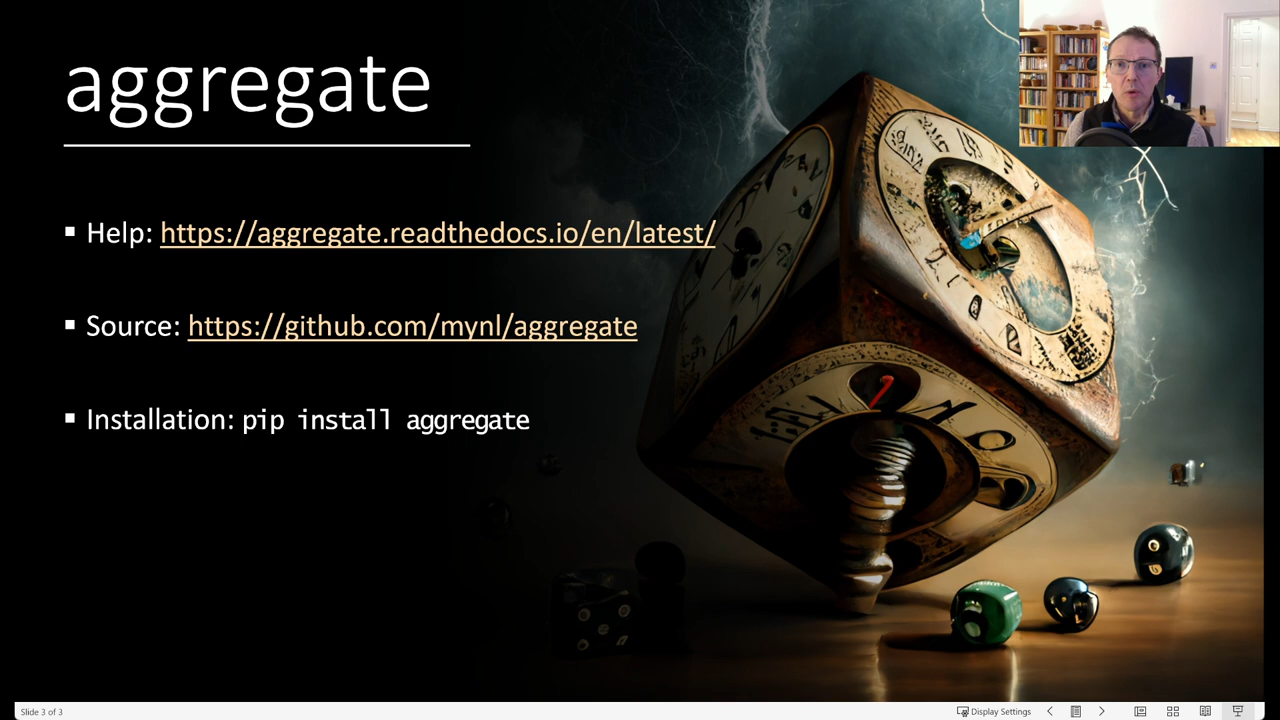 aggregate
▪ Help: https://aggregate.readthedocs.io/en/latest/
▪ Source: https://github.com/mynl/aggregate
▪ Installation: pip install aggregate
Slide 3 of 3
Display Settings